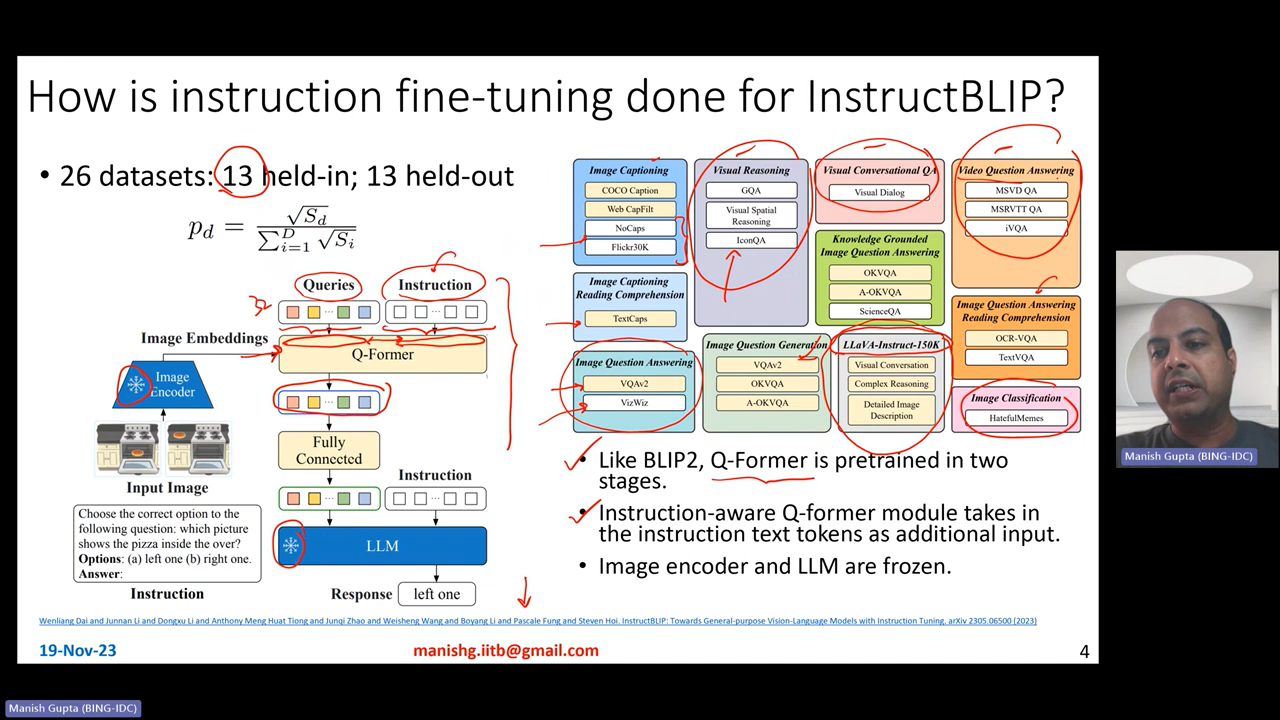 How is instruction fine-tuning done for InstructBLIP?
• 26 datasets: 13 held-in; 13 held-out
p_d = √S_d / ∑_{i=1}^{D} √S_i
Queries
Instruction
32
Image Embeddings
Q-Former
Image
Encoder
Input Image
Fully
Connected
Instruction
LLM
Choose the correct option to the
following question: which picture
shows the pizza inside the over?
Options: (a) left one (b) right one.
Answer:
Instruction
Response
left one
Image Captioning
COCO Caption
Web CapFilt
NoCaps
Flickr30K
Visual Reasoning
GQA
Visual Spatial
Reasoning
IconQA
Visual Conversational QA
Visual Dialog
Video Question Answering
MSVD QA
MSRVTT QA
iVQA
Image Captioning
Reading Comprehension
TextCaps
Knowledge Grounded
Image Question Answering
OKVQA
A-OKVQA
ScienceQA
Image Question Answering
Reading Comprehension
OCR-VQA
TextVQA
Image Question Answering
VQAv2
VizWiz
Image Question Generation
VQAv2
OKVQA
A-OKVQA
LLaVA-Instruct-150K
Visual Conversation
Complex Reasoning
Detailed Image
Description
Image Classification
HatefulMemes
• Like BLIP2, Q-Former is pretrained in two
stages.
• Instruction-aware Q-former module takes in
the instruction text tokens as additional input.
• Image encoder and LLM are frozen.
Wenliang Dai and Junnan Li and Dongxu Li and Anthony Meng Huat Tiong and Junqi Zhao and Weisheng Wang and Boyang Li and Pascale Fung and Steven Hoi. InstructBLIP: Towards General-purpose Vision-Language Models with Instruction Tuning. arXiv 2305.06500 (2023)
19-Nov-23
manishg.iitb@gmail.com
4
Manish Gupta (BING-IDC)
Manish Gupta (BING-IDC)